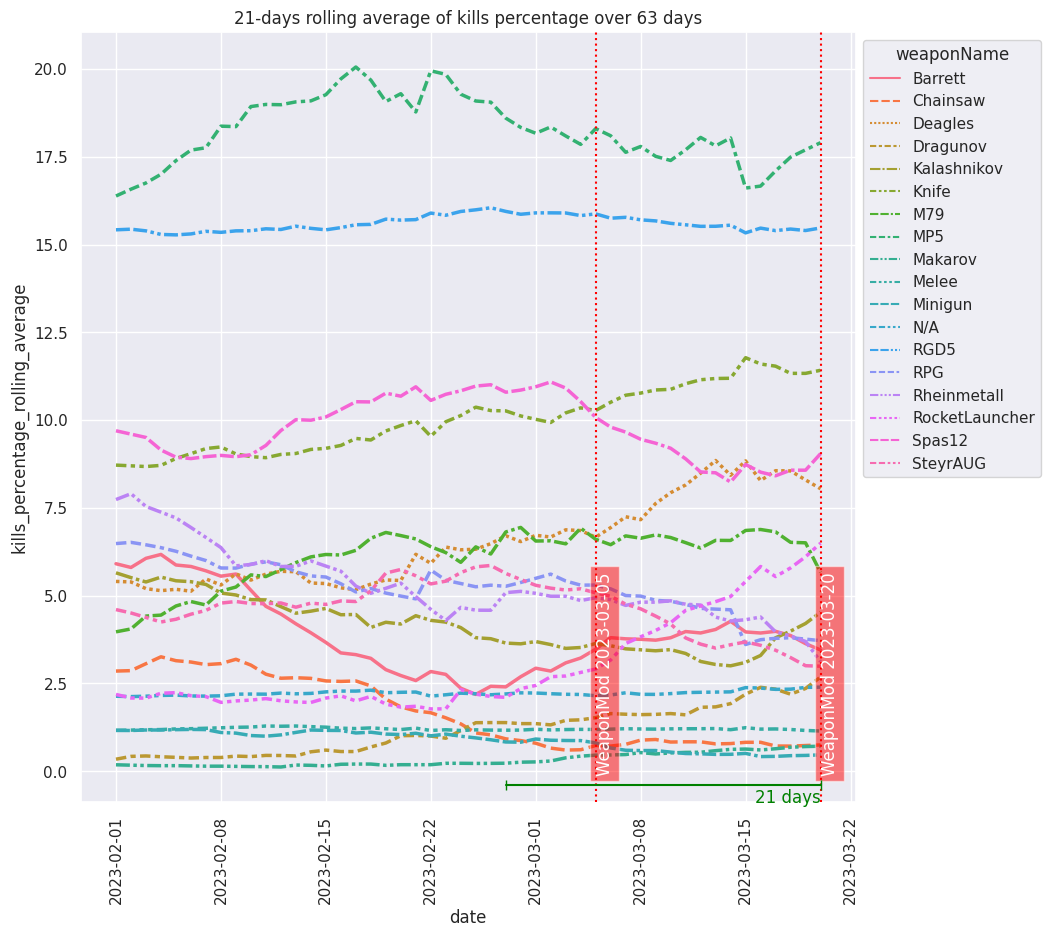 21-days rolling average of kills percentage over 63 days
kills_percentage_rolling_average
20.0
17.5
15.0
12.5
10.0
7.5
5.0
2.5
0.0
weaponName
Barrett
Chainsaw
Deagles
Dragunov
Kalashnikov
Knife
M79
MP5
Makarov
Melee
Minigun
N/A
RGD5
RPG
Rheinmetall
RocketLauncher
Spas12
SteyrAUG
WeaponMod 2023-03-05
WeaponMod 2023-03-20
21 days
2023-02-01
2023-02-08
2023-02-15
2023-02-22
2023-03-01
2023-03-08
2023-03-15
2023-03-22
date